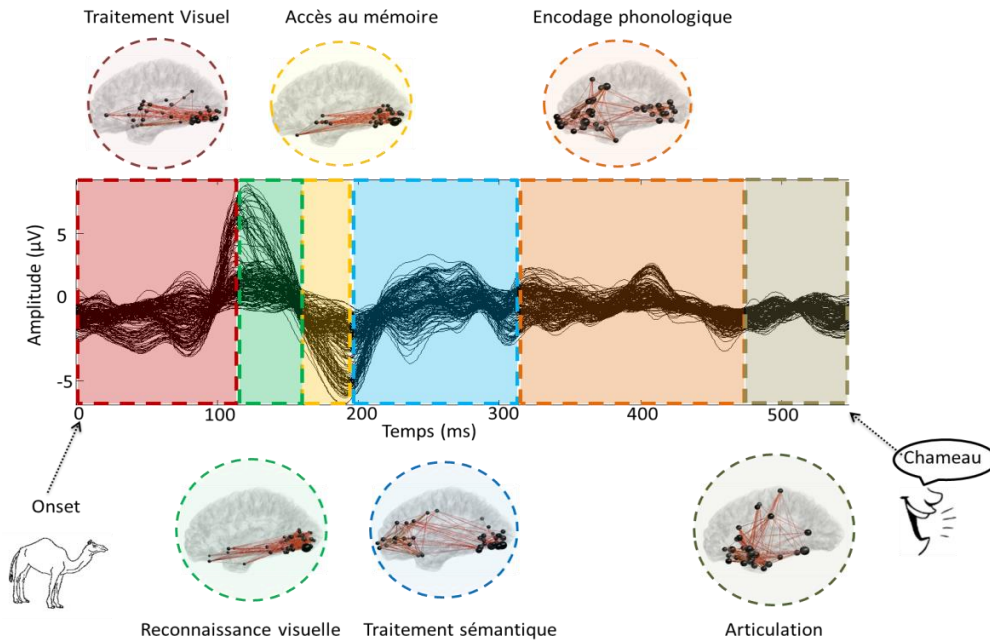 Traitement Visuel
Accès au mémoire
Encodage phonologique
Amplitude (µV)
5
0
-5
0
100
200
300
400
500
Temps (ms)
Onset
Chameau
Reconnaissance visuelle
Traitement sémantique
Articulation